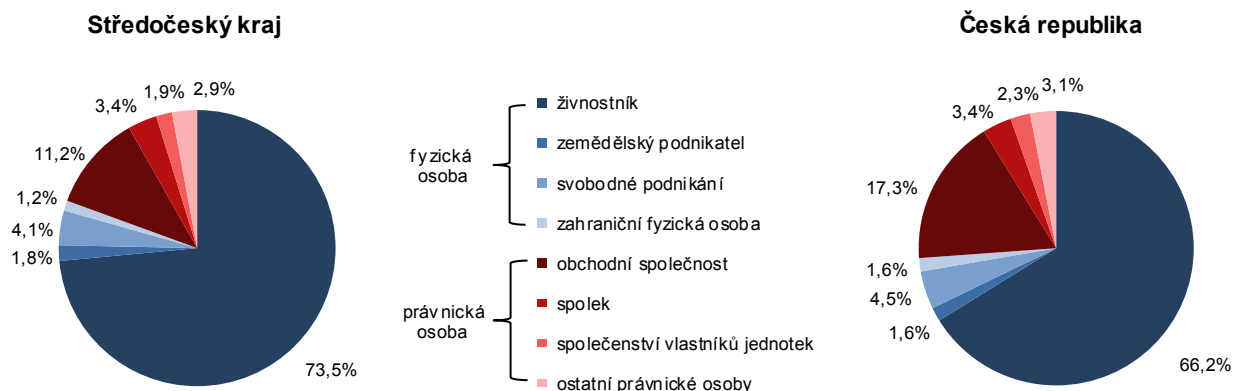 Středočeský kraj
2,9%
1,9%
3,4%
11,2%
1,2%
4,1%
1,8%
73,5%
fyzická
osoba
právnická
osoba
živnostník
zemědělský podnikatel
svobodné podnikání
zahraniční fyzická osoba
obchodní společnost
spolek
společenství vlastníků jednotek
ostatní právnické osoby
Česká republika
3,1%
2,3%
3,4%
17,3%
1,6%
4,5%
1,6%
66,2%